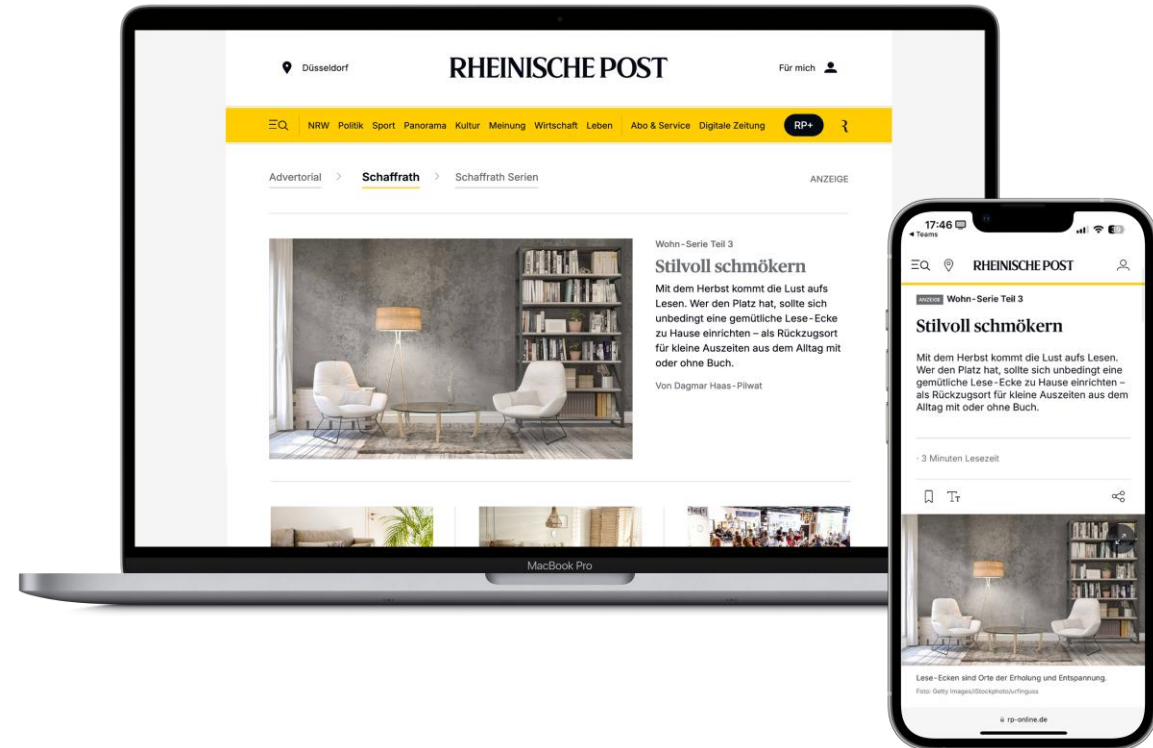 Düsseldorf
RHEINISCHE POST
Für mich
NRW Politik Sport Panorama Kultur Meinung Wirtschaft Leben Abo & Service Digitale Zeitung RP+
Advertorial > Schaffrath > Schaffrath Serien
ANZEIGE
Wohn-Serie Teil 3
Stilvoll schmökern
Mit dem Herbst kommt die Lust aufs
Lesen. Wer den Platz hat, sollte sich
unbedingt eine gemütliche Lese-Ecke
zu Hause einrichten – als Rückzugsort
für kleine Auszeiten aus dem Alltag mit
oder ohne Buch.
Von Dagmar Haas-Pilwat
MacBook Pro
17:46
◀ Teams
RHEINISCHE POST
ANZEIGE Wohn-Serie Teil 3
Stilvoll schmökern
Mit dem Herbst kommt die Lust aufs Lesen.
Wer den Platz hat, sollte sich unbedingt eine
gemütliche Lese-Ecke zu Hause einrichten –
als Rückzugsort für kleine Auszeiten aus dem
Alltag mit oder ohne Buch.
· 3 Minuten Lesezeit
Lese-Ecken sind Orte der Erholung und Entspannung.
Foto: Getty Images/iStockphoto/urfinguss
rp-online.de